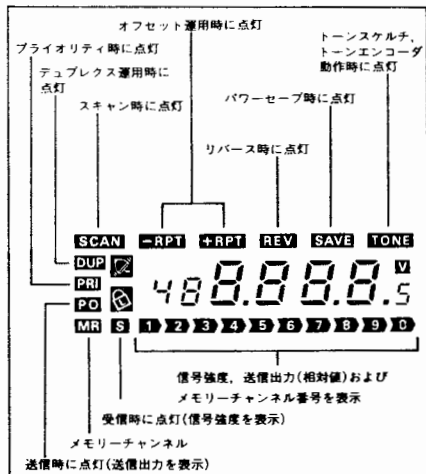 オフセット運用時に点灯
プライオリティ時に点灯
デュプレクス運用時に
点灯
スキャン時に点灯
トーンスケルチ，
トーンエンコーダ
動作時に点灯
パワーセーブ時に点灯
リバース時に点灯
SCAN −RPT +RPT REV SAVE TONE
DUP
PRI
PO
MR S
V
48 8.8.8.8.5
1 2 3 4 5 6 7 8 9 0
信号強度，送信出力(相対値)および
メモリーチャンネル番号を表示
受信時に点灯(信号強度を表示)
メモリーチャンネル
送信時に点灯(送信出力を表示)